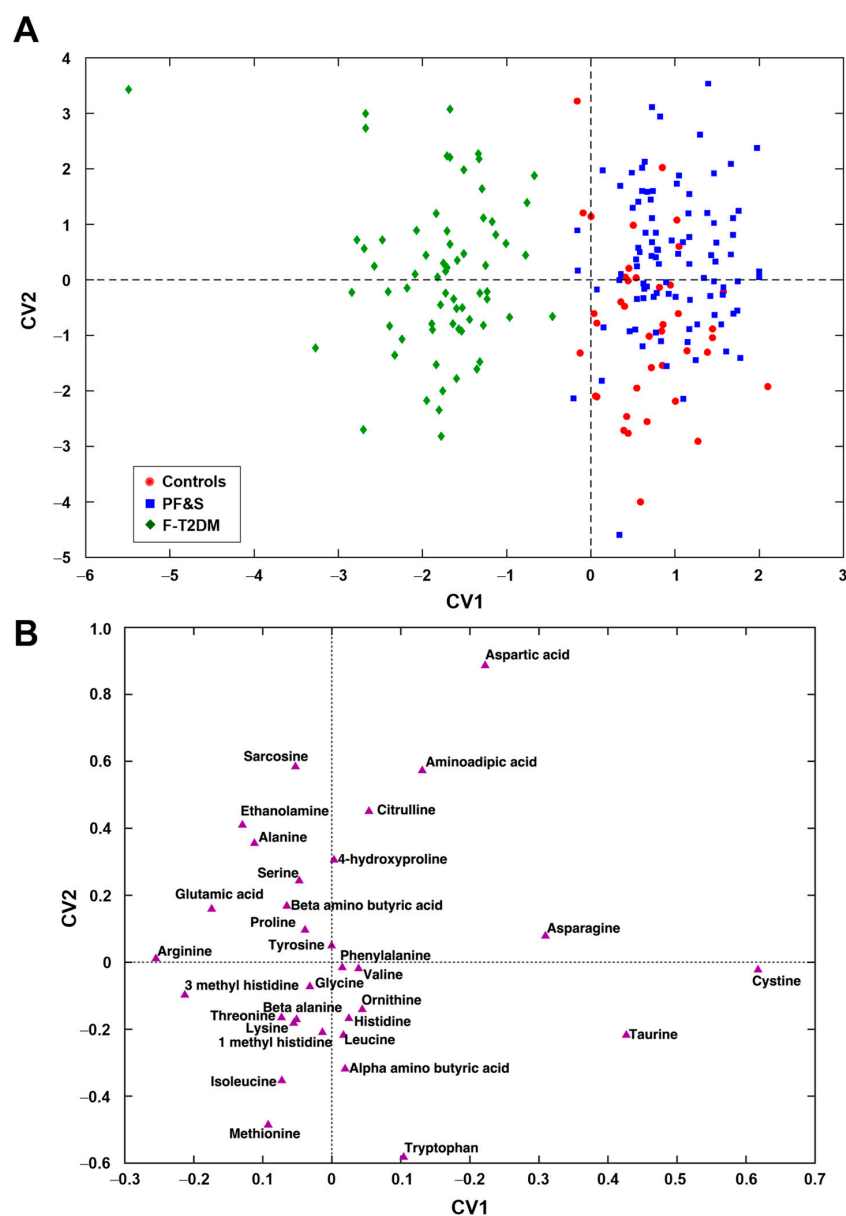 A
4
3
2
1
0
−1
−2
−3
−4
−5
CV2
Controls
PF&S
F-T2DM
−6 −5 −4 −3 −2 −1 0 1 2 3
CV1
B
1.0
0.8
0.6
0.4
0.2
0
−0.2
−0.4
−0.6
CV2
Aspartic acid
Sarcosine
Aminoadipic acid
Ethanolamine
Citrulline
Alanine
4-hydroxyproline
Serine
Glutamic acid
Beta amino butyric acid
Proline
Asparagine
Tyrosine
Arginine
Phenylalanine
Valine
Cystine
3 methyl histidine
Glycine
Beta alanine
Ornithine
Threonine
Histidine
Lysine
Taurine
1 methyl histidine
Leucine
Isoleucine
Alpha amino butyric acid
Methionine
Tryptophan
−0.3 0.2 0.1 0 0.1 −0.2 0.3 0.4 0.5 0.6 0.7
CV1